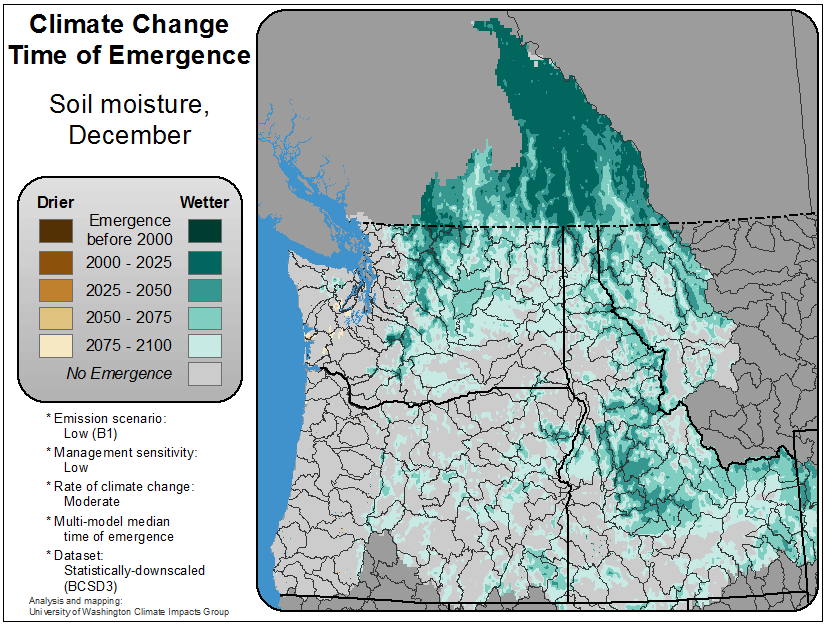 Climate Change
Time of Emergence
Soil moisture,
December
Drier
Wetter
Emergence
before 2000
2000 - 2025
2025 - 2050
2050 - 2075
2075 - 2100
No Emergence
* Emission scenario:
Low (B1)
* Management sensitivity:
Low
* Rate of climate change:
Moderate
* Multi-model median
time of emergence
* Dataset:
Statistically-downscaled
(BCSD3)
Analysis and mapping:
University of Washington Climate Impacts Group